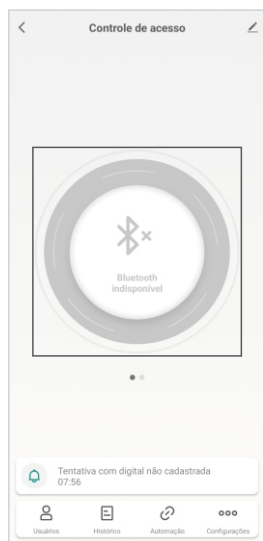 Controle de acesso
Bluetooth
indisponível
Tentativa com digital não cadastrada
07:56
Usuários Histórico Automação Configurações